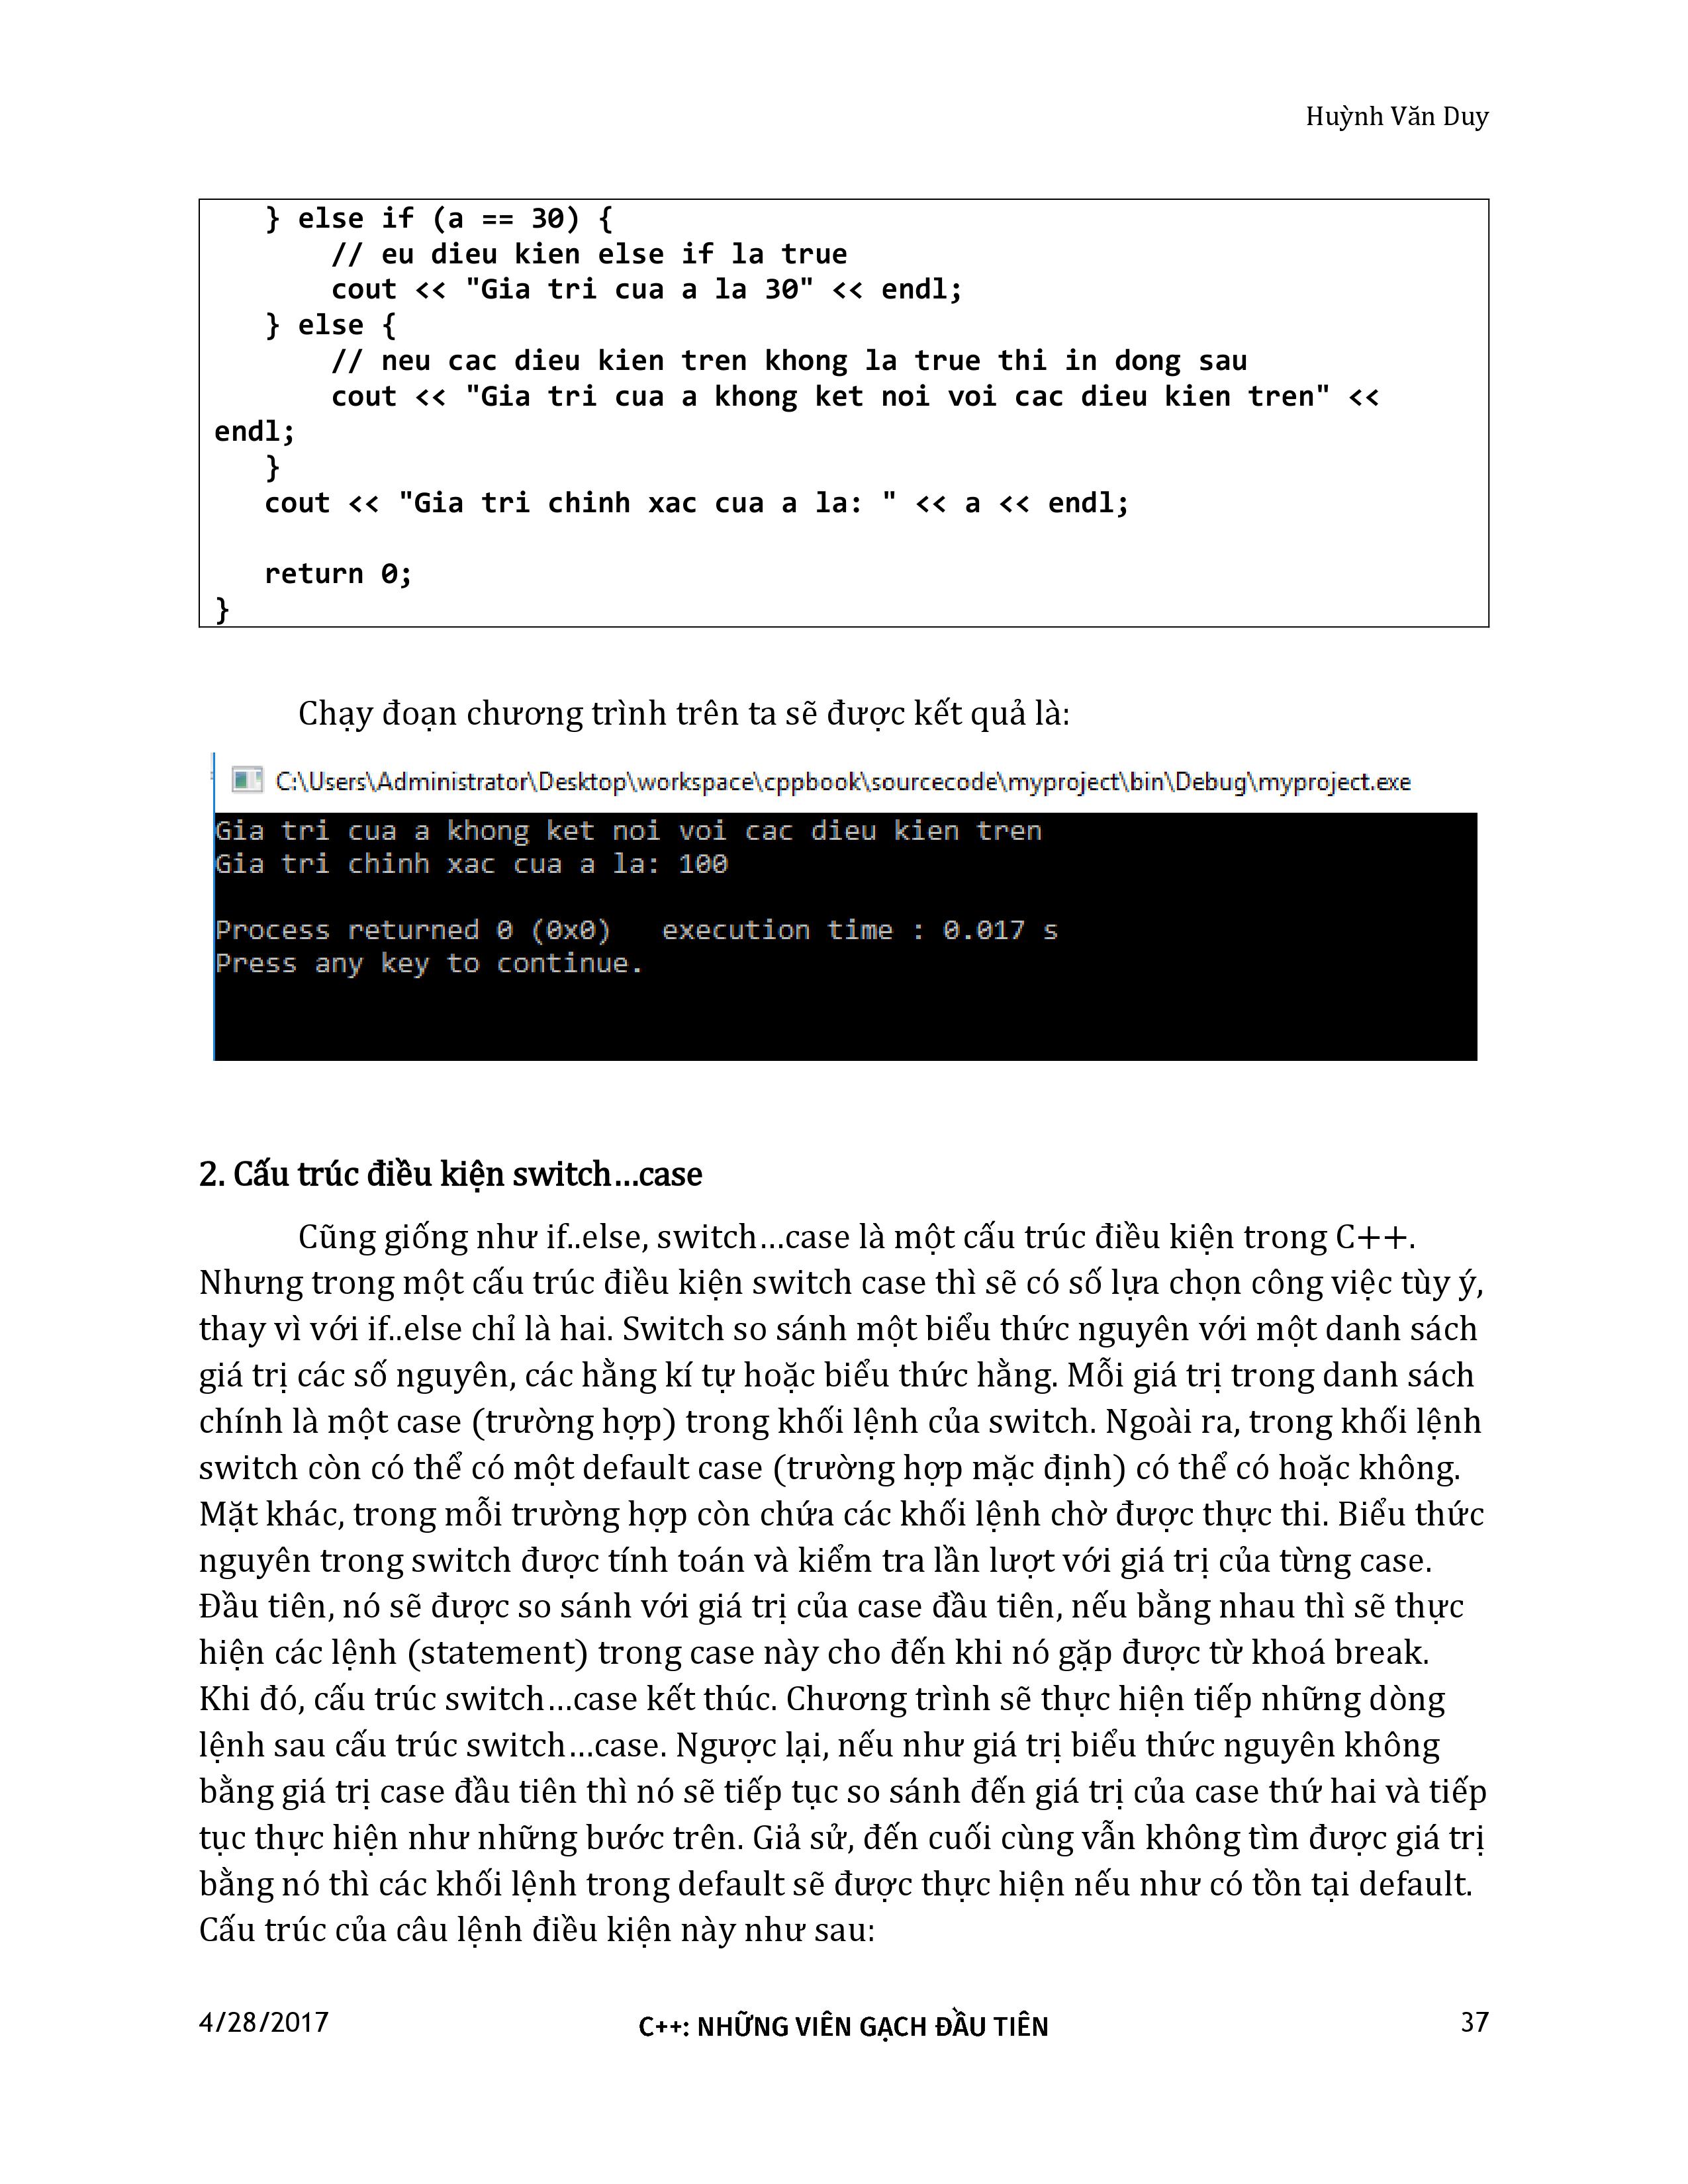 Huỳnh Văn Duy
} else if (a == 30) {
// eu dieu kien else if la true
cout << "Gia tri cua a la 30" << endl;
} else {
// neu cac dieu kien tren khong la true thi in dong sau
cout << "Gia tri cua a khong ket noi voi cac dieu kien tren" <<
endl;
}
cout << "Gia tri chinh xac cua a la: " << a << endl;
return 0;
}
Chạy đoạn chương trình trên ta sẽ được kết quả là:
C:\Users\Administrator\Desktop\workspace\cppbook\sourcecode\myproject\bin\Debug\myproject.exe
Gia tri cua a khong ket noi voi cac dieu kien tren
Gia tri chinh xac cua a la: 100
Process returned 0 (0x0)   execution time : 0.017 s
Press any key to continue.
2. Cấu trúc điều kiện switch...case
Cũng giống như if..else, switch...case là một cấu trúc điều kiện trong C++.
Nhưng trong một cấu trúc điều kiện switch case thì sẽ có số lựa chọn công việc tùy ý,
thay vì với if..else chỉ là hai. Switch so sánh một biểu thức nguyên với một danh sách
giá trị các số nguyên, các hằng kí tự hoặc biểu thức hằng. Mỗi giá trị trong danh sách
chính là một case (trường hợp) trong khối lệnh của switch. Ngoài ra, trong khối lệnh
switch còn có thể có một default case (trường hợp mặc định) có thể có hoặc không.
Mặt khác, trong mỗi trường hợp còn chứa các khối lệnh chờ được thực thi. Biểu thức
nguyên trong switch được tính toán và kiểm tra lần lượt với giá trị của từng case.
Đầu tiên, nó sẽ được so sánh với giá trị của case đầu tiên, nếu bằng nhau thì sẽ thực
hiện các lệnh (statement) trong case này cho đến khi nó gặp được từ khoá break.
Khi đó, cấu trúc switch...case kết thúc. Chương trình sẽ thực hiện tiếp những dòng
lệnh sau cấu trúc switch...case. Ngược lại, nếu như giá trị biểu thức nguyên không
bằng giá trị case đầu tiên thì nó sẽ tiếp tục so sánh đến giá trị của case thứ hai và tiếp
tục thực hiện như những bước trên. Giả sử, đến cuối cùng vẫn không tìm được giá trị
bằng nó thì các khối lệnh trong default sẽ được thực hiện nếu như có tồn tại default.
Cấu trúc của câu lệnh điều kiện này như sau:
4/28/2017
C++: NHỮNG VIÊN GẠCH ĐẦU TIÊN
37